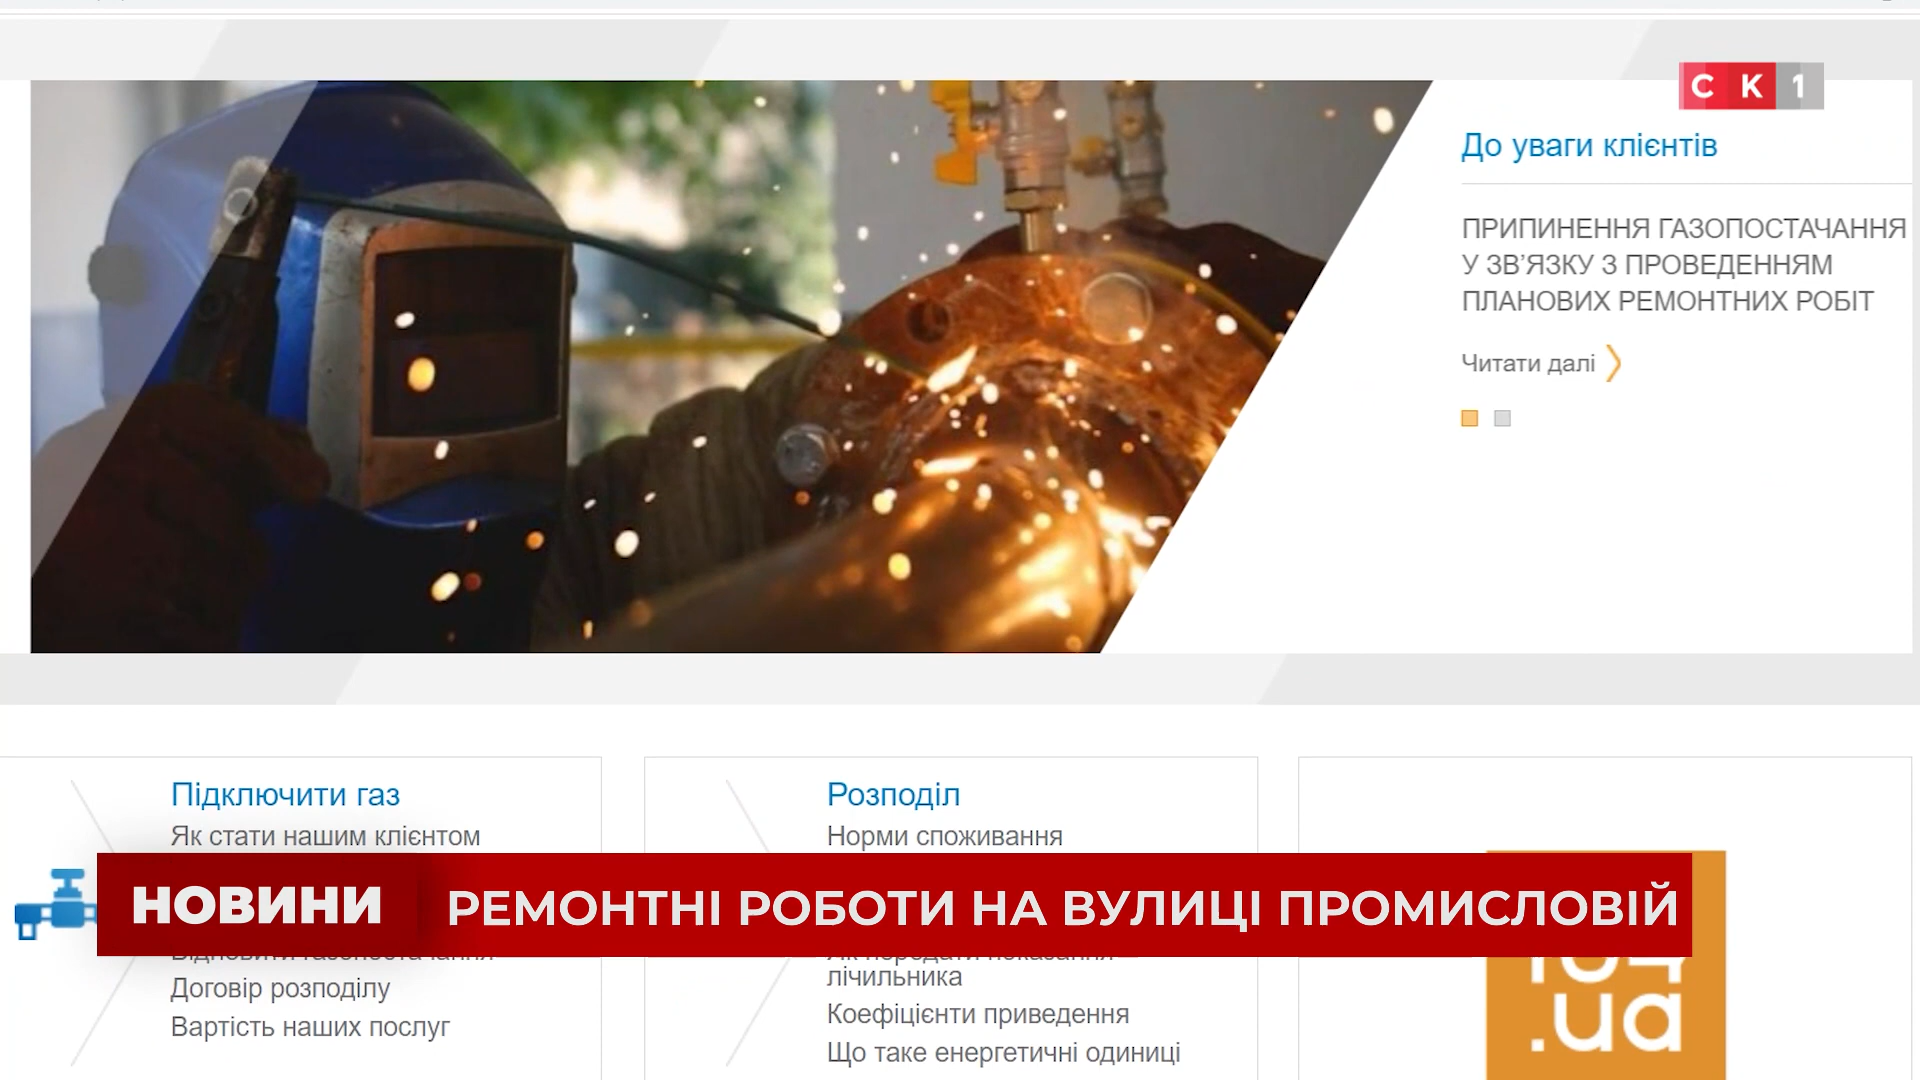 СК1
До уваги клієнтів
ПРИПИНЕННЯ ГАЗОПОСТАЧАННЯ
У ЗВ'ЯЗКУ З ПРОВЕДЕННЯМ
ПЛАНОВИХ РЕМОНТНИХ РОБІТ
Читати далі
Підключити газ
Як стати нашим клієнтом
Договір розподілу
Вартість наших послуг
Розподіл
Норми споживання
лічильника
Коефіцієнти приведення
Що таке енергетичні одиниці
.ua
НОВИНИ
РЕМОНТНІ РОБОТИ НА ВУЛИЦІ ПРОМИСЛОВІЙ